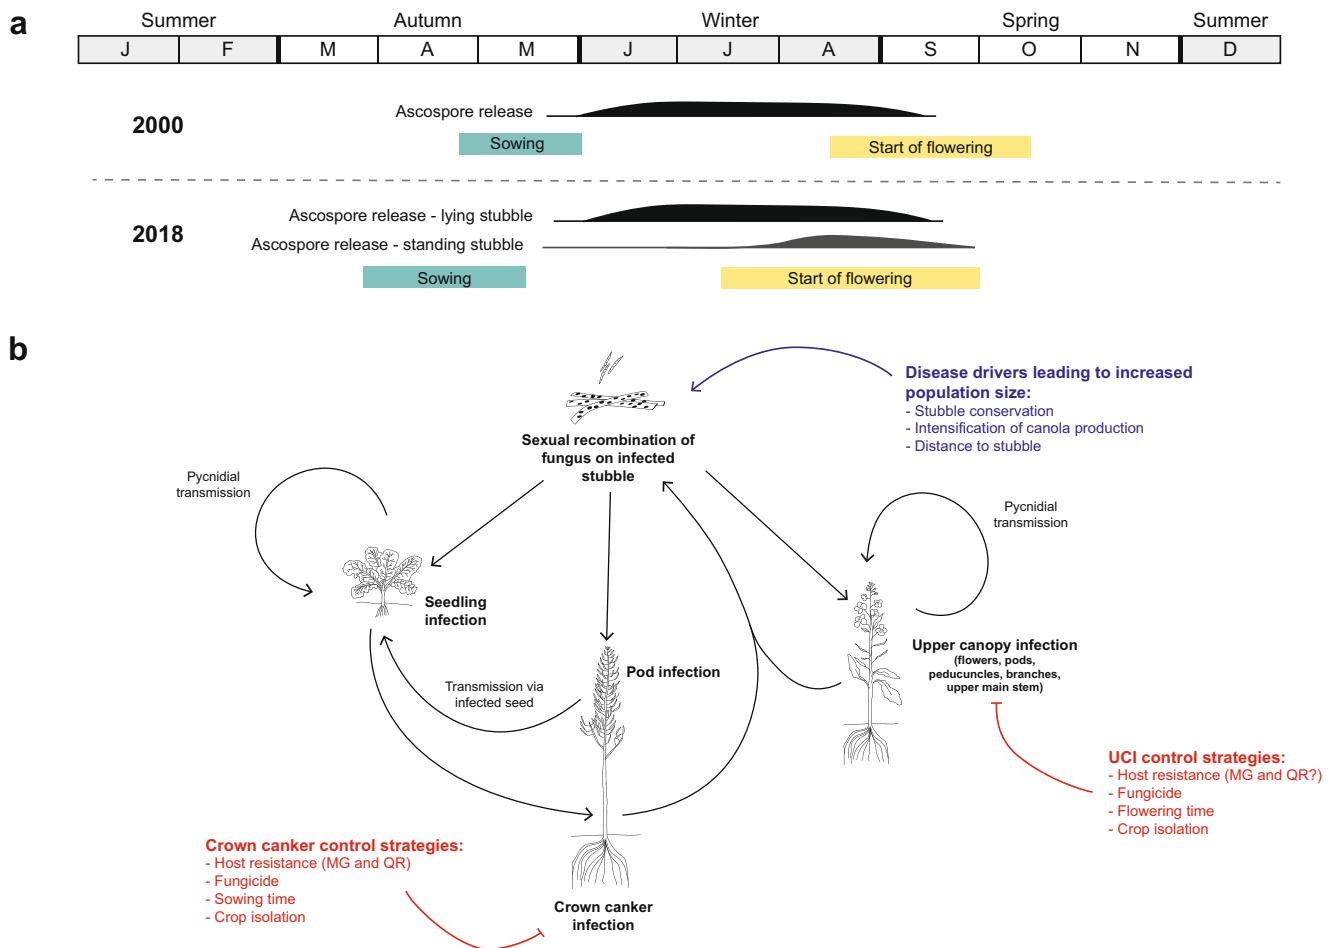 a
Summer Autumn Winter Spring Summer
J F M A M J J A S O N D
2000
Ascospore release
Sowing
Start of flowering
2018
Ascospore release - lying stubble
Ascospore release - standing stubble
Sowing
Start of flowering
b
Disease drivers leading to increased
population size:
- Stubble conservation
- Intensification of canola production
- Distance to stubble
Sexual recombination of
fungus on infected
stubble
Pycnidial
transmission
Pycnidial
transmission
Seedling
infection
Pod infection
Transmission via
infected seed
Upper canopy infection
(flowers, pods,
peducuncles, branches,
upper main stem)
UCI control strategies:
- Host resistance (MG and QR?)
- Fungicide
- Flowering time
- Crop isolation
Crown canker control strategies:
- Host resistance (MG and QR)
- Fungicide
- Sowing time
- Crop isolation
Crown canker
infection